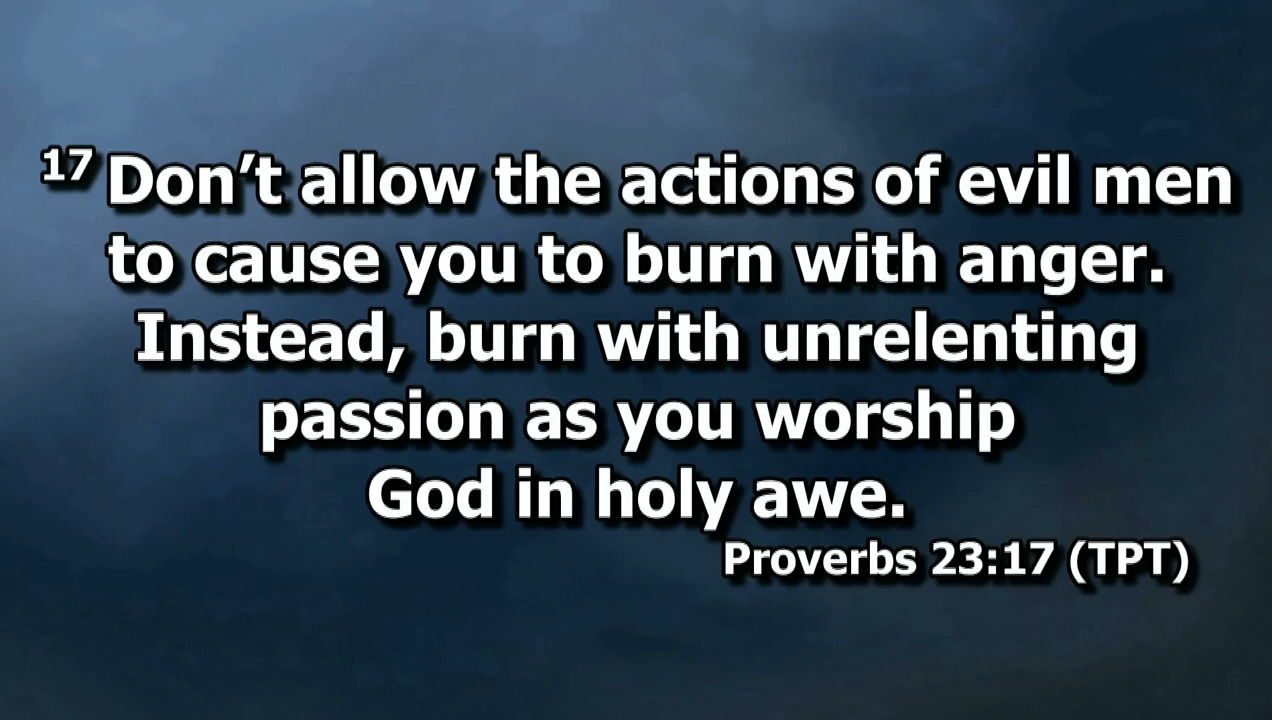 17 Don’t allow the actions of evil men
to cause you to burn with anger.
Instead, burn with unrelenting
passion as you worship
God in holy awe.
Proverbs 23:17 (TPT)